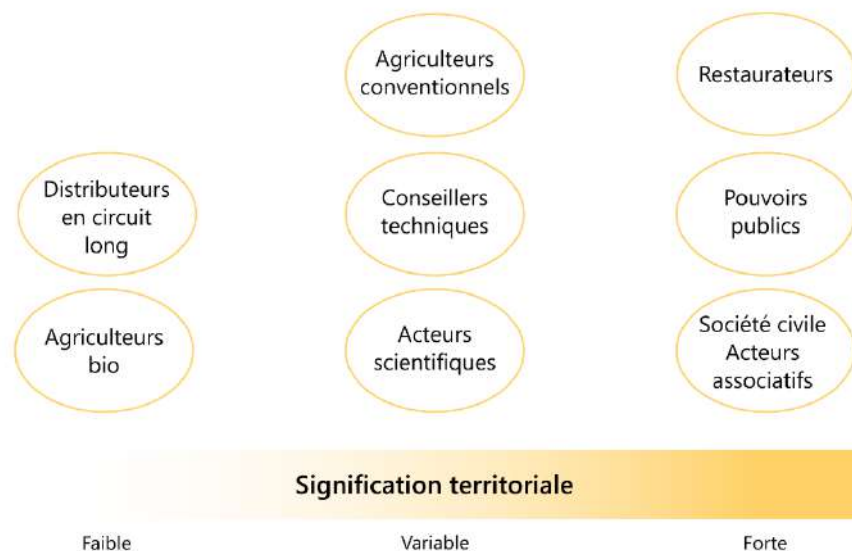 Agriculteurs
conventionnels
Restaurateurs
Distributeurs
en circuit
long
Conseillers
techniques
Pouvoirs
publics
Agriculteurs
bio
Acteurs
scientifiques
Société civile
Acteurs
associatifs
Signification territoriale
Faible
Variable
Forte